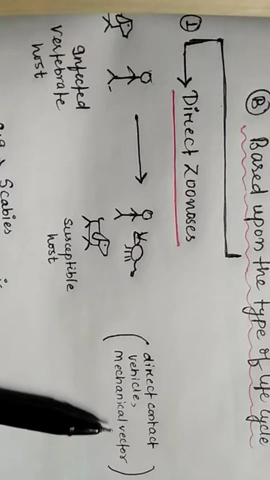 (B) Based upon the type of life cycle
(1)
Direct Zoonoses
Infected
vertebrate
host
susceptible
host
(direct contact
vehicle,
mechanical vector)
e.g → Scabies